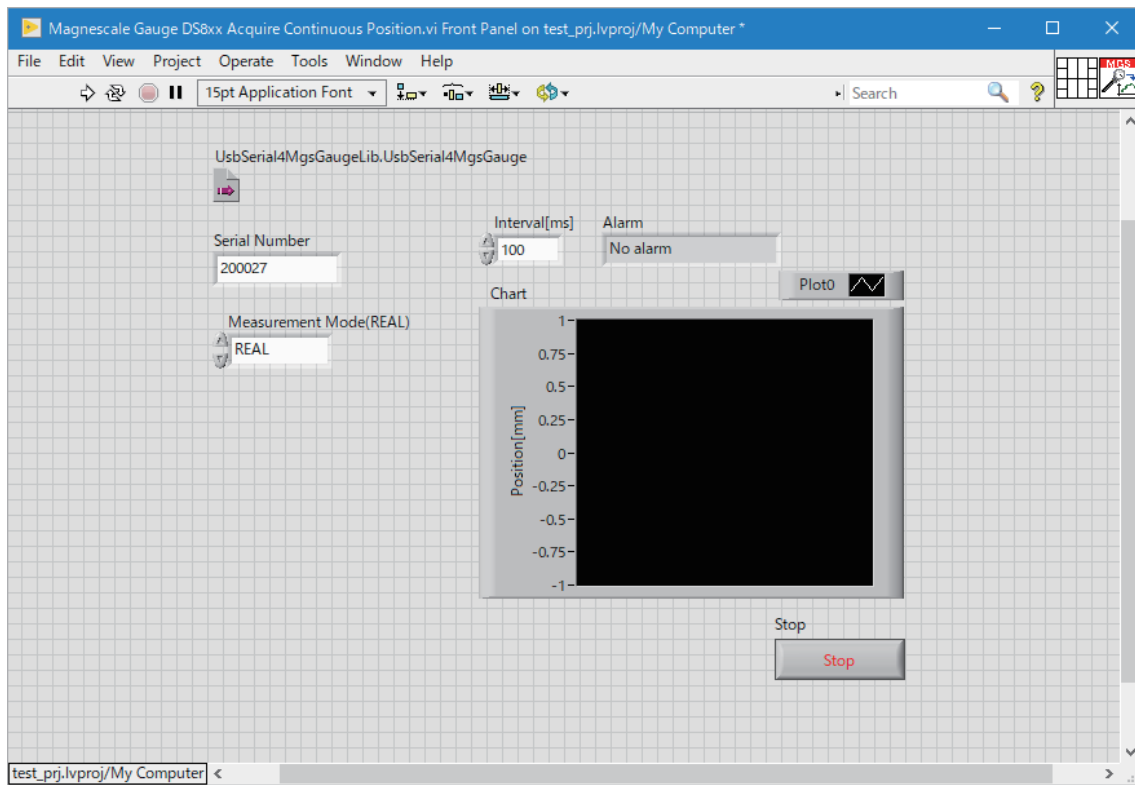 Magnescale Gauge DS8xx Acquire Continuous Position.vi Front Panel on test_prj.lvproj/My Computer *
File Edit View Project Operate Tools Window Help
15pt Application Font
Search
?
MGS
UsbSerial4MgsGaugeLib.UsbSerial4MgsGauge
Serial Number
200027
Measurement Mode(REAL)
REAL
Interval[ms]
100
Alarm
No alarm
Plot0
Chart
1
0.75
0.5
0.25
0
-0.25
-0.5
-0.75
-1
Position[mm]
Stop
Stop
test_prj.lvproj/My Computer